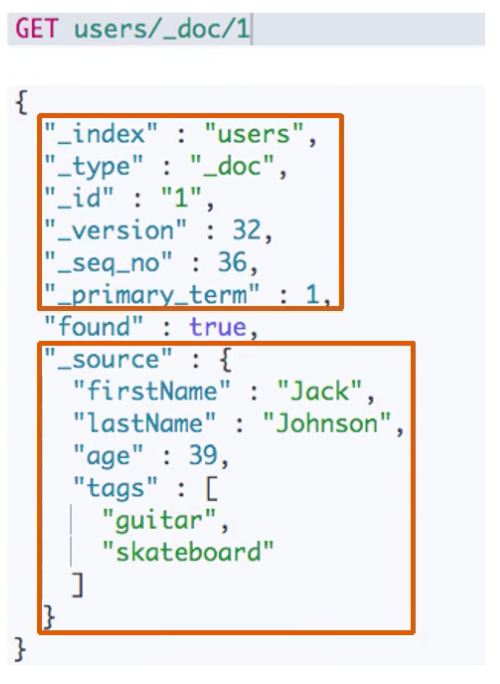 GET users/_doc/1
{
"_index" : "users",
"_type" : "_doc",
"_id" : "1",
"_version" : 32,
"_seq_no" : 36,
"_primary_term" : 1,
"found" : true,
"_source" : {
"firstName" : "Jack",
"lastName" : "Johnson",
"age" : 39,
"tags" : [
"guitar",
"skateboard"
]
}
}